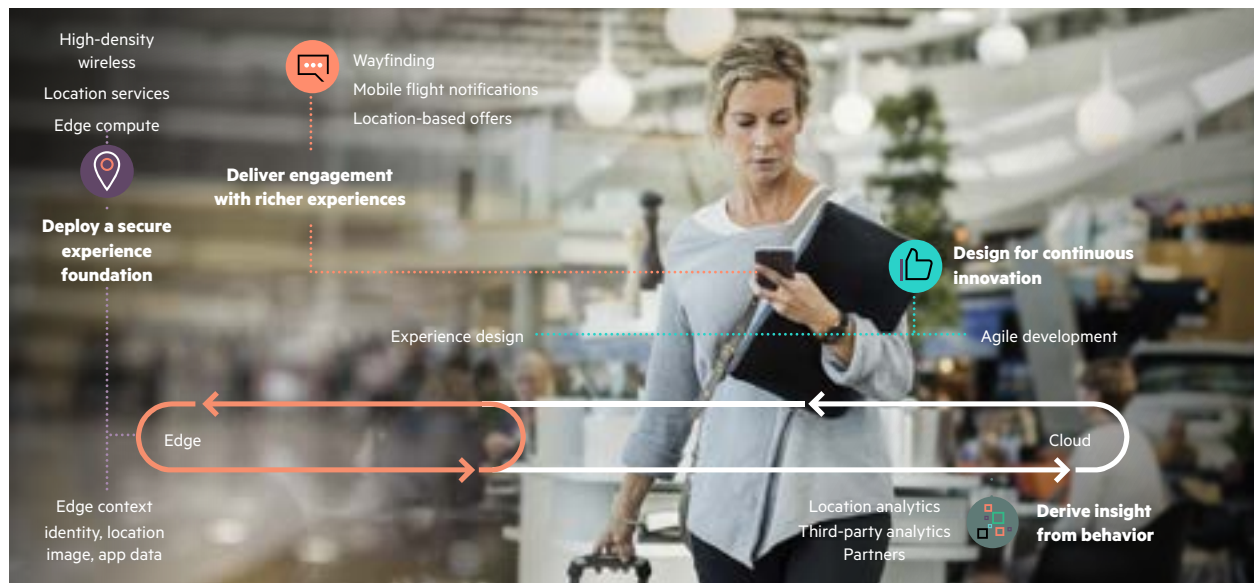 High-density
wireless
Location services
Edge compute
Deploy a secure
experience
foundation
Wayfinding
Mobile flight notifications
Location-based offers
Deliver engagement
with richer experiences
Design for continuous
innovation
Experience design
Agile development
Edge
Cloud
Edge context
identity, location
image, app data
Location analytics
Third-party analytics
Partners
Derive insight
from behavior